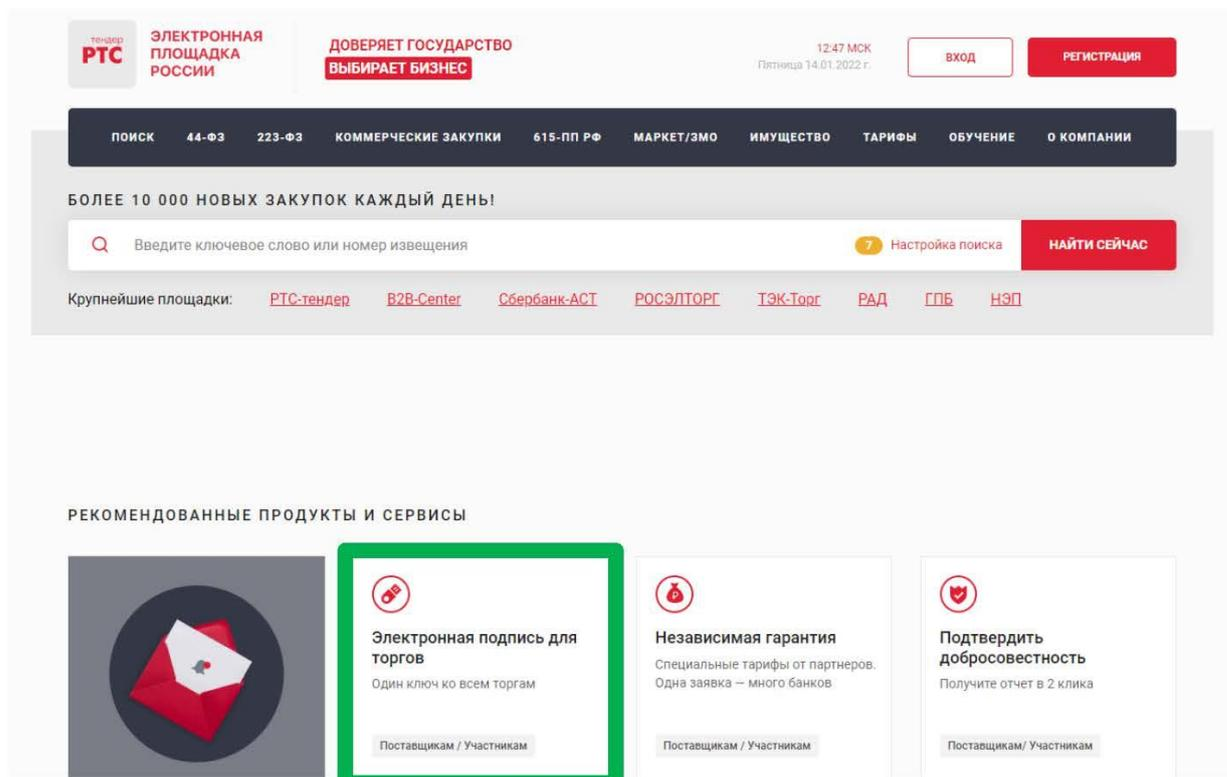 тендер
РТС
ЭЛЕКТРОННАЯ
ПЛОЩАДКА
РОССИИ
ДОВЕРЯЕТ ГОСУДАРСТВО
ВЫБИРАЕТ БИЗНЕС
12:47 МСК
Пятница 14.01.2022 г.
ВХОД
РЕГИСТРАЦИЯ
ПОИСК 44-ФЗ 223-ФЗ КОММЕРЧЕСКИЕ ЗАКУПКИ 615-ПП РФ МАРКЕТ/ЗМО ИМУЩЕСТВО ТАРИФЫ ОБУЧЕНИЕ О КОМПАНИИ
БОЛЕЕ 10 000 НОВЫХ ЗАКУПОК КАЖДЫЙ ДЕНЬ!
Введите ключевое слово или номер извещения 7 Настройка поиска НАЙТИ СЕЙЧАС
Крупнейшие площадки: РТС-тендер B2B-Center Сбербанк-АСТ РОСЭЛТОРГ ТЭК-Торг РАД ГПБ НЭП
РЕКОМЕНДОВАННЫЕ ПРОДУКТЫ И СЕРВИСЫ
Электронная подпись для
торгов
Один ключ ко всем торгам
Поставщикам / Участникам
Независимая гарантия
Специальные тарифы от партнеров.
Одна заявка — много банков
Поставщикам / Участникам
Подтвердить
добросовестность
Получите отчет в 2 клика
Поставщикам/ Участникам